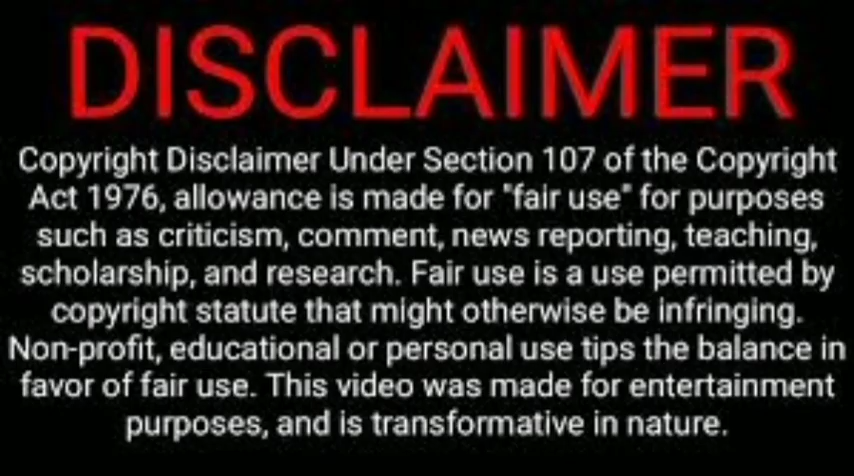 DISCLAIMER
Copyright Disclaimer Under Section 107 of the Copyright
Act 1976, allowance is made for "fair use" for purposes
such as criticism, comment, news reporting, teaching,
scholarship, and research. Fair use is a use permitted by
copyright statute that might otherwise be infringing.
Non-profit, educational or personal use tips the balance in
favor of fair use. This video was made for entertainment
purposes, and is transformative in nature.